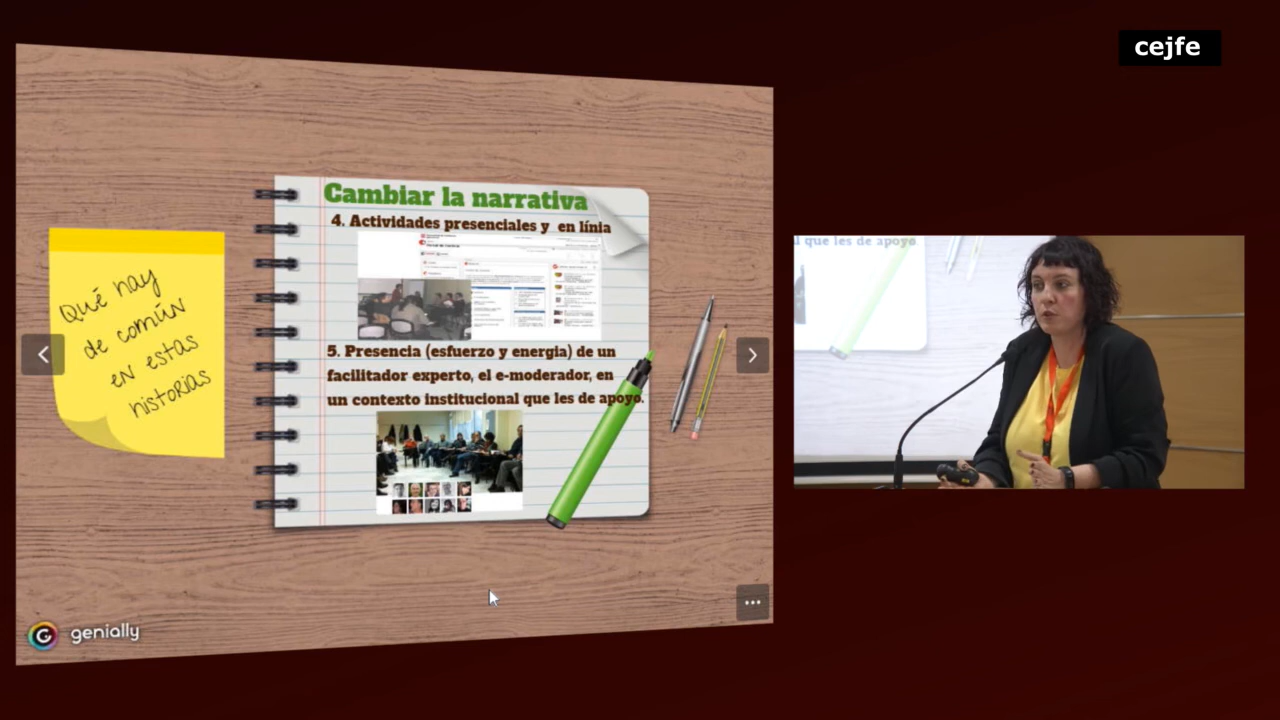 cejfe
Qué hay
de común
en estas
historias
Cambiar la narrativa
4. Actividades presenciales y en línia
5. Presencia (esfuerzo y energia) de un
facilitador experto, el e-moderador, en
un contexto institucional que les de apoyo.
genially
l que les de apoyo